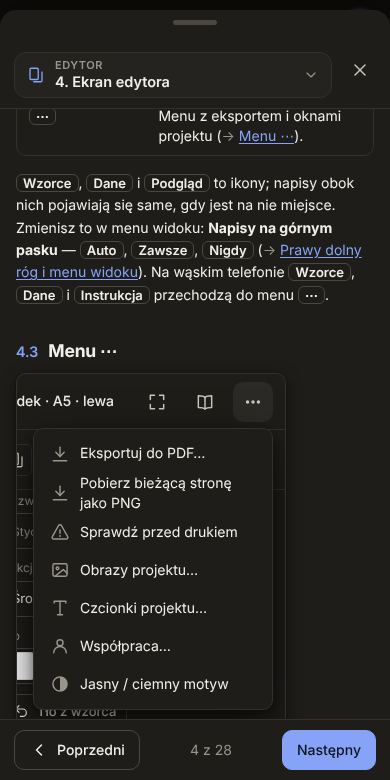 EDYTOR
4. Ekran edytora
··· Menu z eksportem i oknami
projektu (→ Menu ···).
Wzorce, Dane i Podgląd to ikony; napisy obok
nich pojawiają się same, gdy jest na nie miejsce.
Zmienisz to w menu widoku: Napisy na górnym
pasku — Auto, Zawsze, Nigdy (→ Prawy dolny
róg i menu widoku). Na wąskim telefonie Wzorce,
Dane i Instrukcja przechodzą do menu ···.
4.3 Menu ···
dek · A5 · lewa
Eksportuj do PDF...
Pobierz bieżącą stronę
jako PNG
Sprawdź przed drukiem
Obrazy projektu...
Czcionki projektu...
Współpraca...
Jasny / ciemny motyw
Tło z wzorca
Poprzedni
4 z 28
Następny